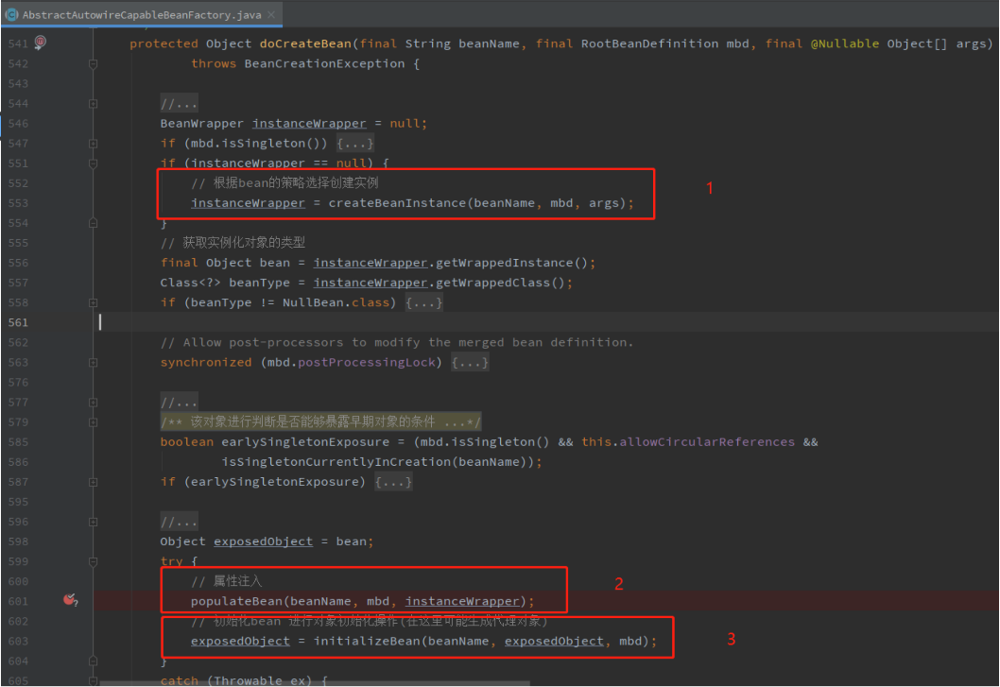 AbstractAutowireCapableBeanFactory.java ×
541 protected Object doCreateBean(final String beanName, final RootBeanDefinition mbd, final @Nullable Object[] args)
542 throws BeanCreationException {
543
544 //...
546 BeanWrapper instanceWrapper = null;
547 if (mbd.isSingleton()) {...}
551 if (instanceWrapper == null) {
552 // 根据bean的策略选择创建实例
553 instanceWrapper = createBeanInstance(beanName, mbd, args);
1
554 }
555 // 获取实例化对象的类型
556 final Object bean = instanceWrapper.getWrappedInstance();
557 Class<?> beanType = instanceWrapper.getWrappedClass();
558 if (beanType != NullBean.class) {...}
561
562 // Allow post-processors to modify the merged bean definition.
563 synchronized (mbd.postProcessingLock) {...}
576
577 //...
579 /** 该对象进行判断是否能够暴露早期对象的条件 ...*/
585 boolean earlySingletonExposure = (mbd.isSingleton() && this.allowCircularReferences &&
586 isSingletonCurrentlyInCreation(beanName));
587 if (earlySingletonExposure) {...}
595
596 //...
598 Object exposedObject = bean;
599 try {
600 // 属性注入
2
601 populateBean(beanName, mbd, instanceWrapper);
602 // 初始化bean 进行对象初始化操作(在这里可能生成代理对象)
603 exposedObject = initializeBean(beanName, exposedObject, mbd);
3
604 }
605 catch (Throwable ex) {